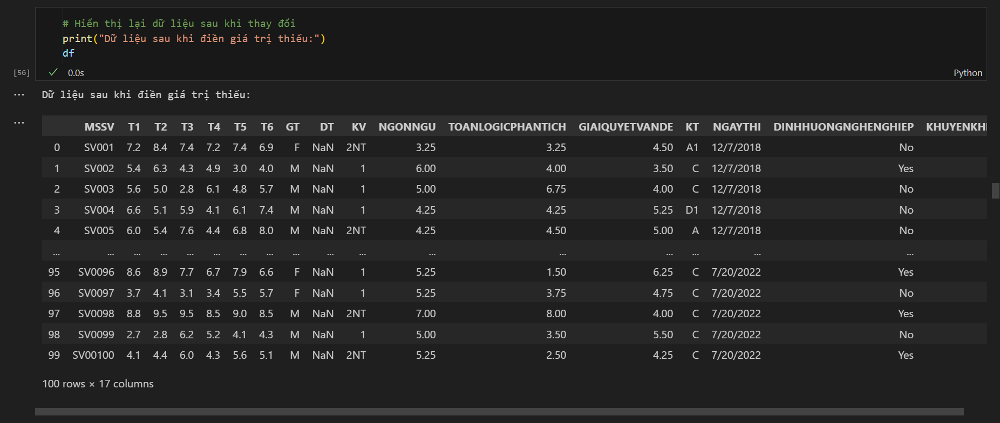 # Hiển thị lại dữ liệu sau khi thay đổi
print("Dữ liệu sau khi điền giá trị thiếu:")
df
[56] 0.0s Python
... Dữ liệu sau khi điền giá trị thiếu:
...
MSSV T1 T2 T3 T4 T5 T6 GT DT KV NGONNGU TOANLOGICPHANTICH GIAIQUYETVANDE KT NGAYTHI DINHHUONGNGHENGHIEP KHUYENKHI
0 SV001 7.2 8.4 7.4 7.2 7.4 6.9 F NaN 2NT 3.25 3.25 4.50 A1 12/7/2018 No
1 SV002 5.4 6.3 4.3 4.9 3.0 4.0 M NaN 1 6.00 4.00 3.50 C 12/7/2018 Yes
2 SV003 5.6 5.0 2.8 6.1 4.8 5.7 M NaN 1 5.00 6.75 4.00 C 12/7/2018 No
3 SV004 6.6 5.1 5.9 4.1 6.1 7.4 M NaN 1 4.25 4.25 5.25 D1 12/7/2018 No
4 SV005 6.0 5.4 7.6 4.4 6.8 8.0 M NaN 2NT 4.25 4.50 5.00 A 12/7/2018 No
... ... ... ... ... ... ... ... ... ... ... ... ... ... ... ... ...
95 SV0096 8.6 8.9 7.7 6.7 7.9 6.6 F NaN 1 5.25 1.50 6.25 C 7/20/2022 Yes
96 SV0097 3.7 4.1 3.1 3.4 5.5 5.7 F NaN 1 5.25 3.75 4.75 C 7/20/2022 No
97 SV0098 8.8 9.5 9.5 8.5 9.0 8.5 M NaN 2NT 7.00 8.00 4.00 C 7/20/2022 Yes
98 SV0099 2.7 2.8 6.2 5.2 4.1 4.3 M NaN 1 5.00 3.50 5.50 C 7/20/2022 No
99 SV00100 4.1 4.4 6.0 4.3 5.6 5.1 M NaN 2NT 5.25 2.50 4.25 C 7/20/2022 Yes
100 rows × 17 columns